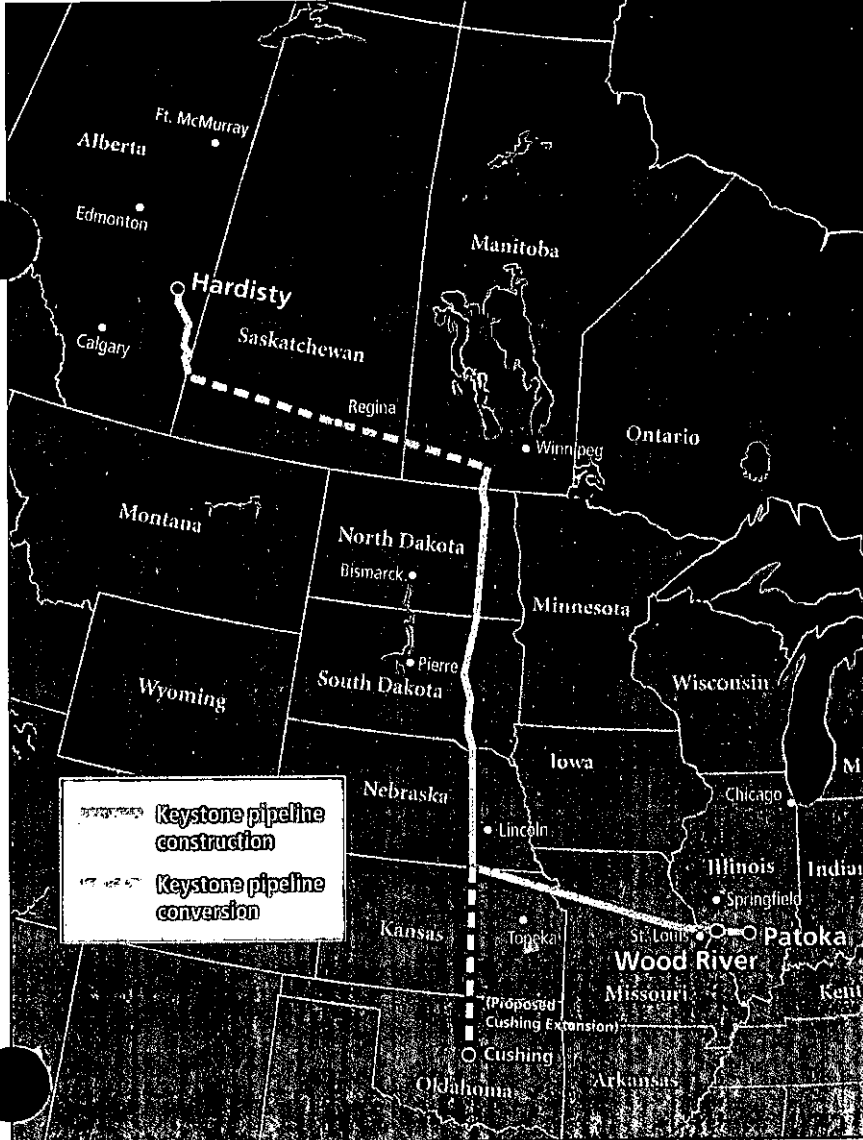 Ft. McMurray
Alberta
Edmonton
Manitoba
Hardisty
Calgary
Saskatchewan
Regina
Winnipeg
Ontario
Montana
North Dakota
Bismarck
Minnesota
Pierre
South Dakota
Wyoming
Wisconsin
Iowa
Nebraska
M
Chicago
Keystone pipeline
construction
Lincoln
Illinois
Indian
Keystone pipeline
conversion
Springfield
Kansas
Topeka
St. Louis
Patoka
Wood River
Missouri
Kent
(Proposed
Cushing Extension)
Cushing
Oklahoma
Arkansas